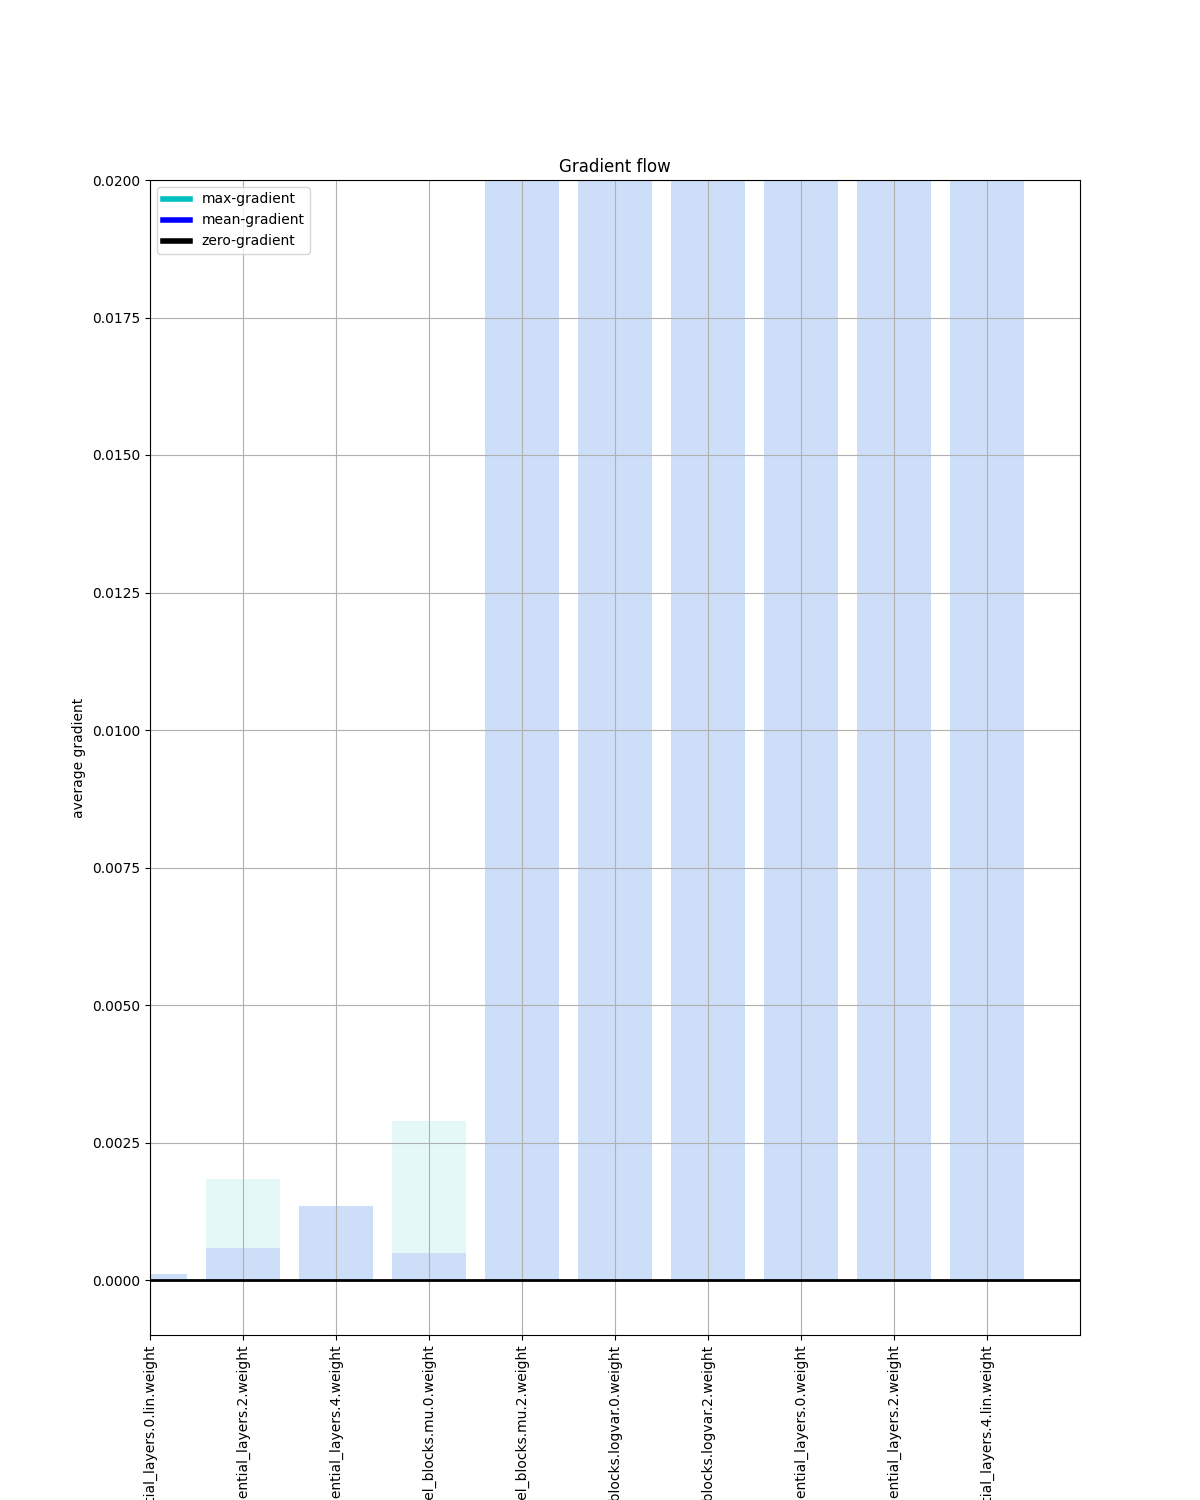 Gradient flow
max-gradient
mean-gradient
zero-gradient
0.0200
0.0175
0.0150
0.0125
0.0100
0.0075
0.0050
0.0025
0.0000
average gradient
tial_layers.0.lin.weight
ential_layers.2.weight
ential_layers.4.weight
el_blocks.mu.0.weight
el_blocks.mu.2.weight
blocks.logvar.0.weight
blocks.logvar.2.weight
ential_layers.0.weight
ential_layers.2.weight
tial_layers.4.lin.weight